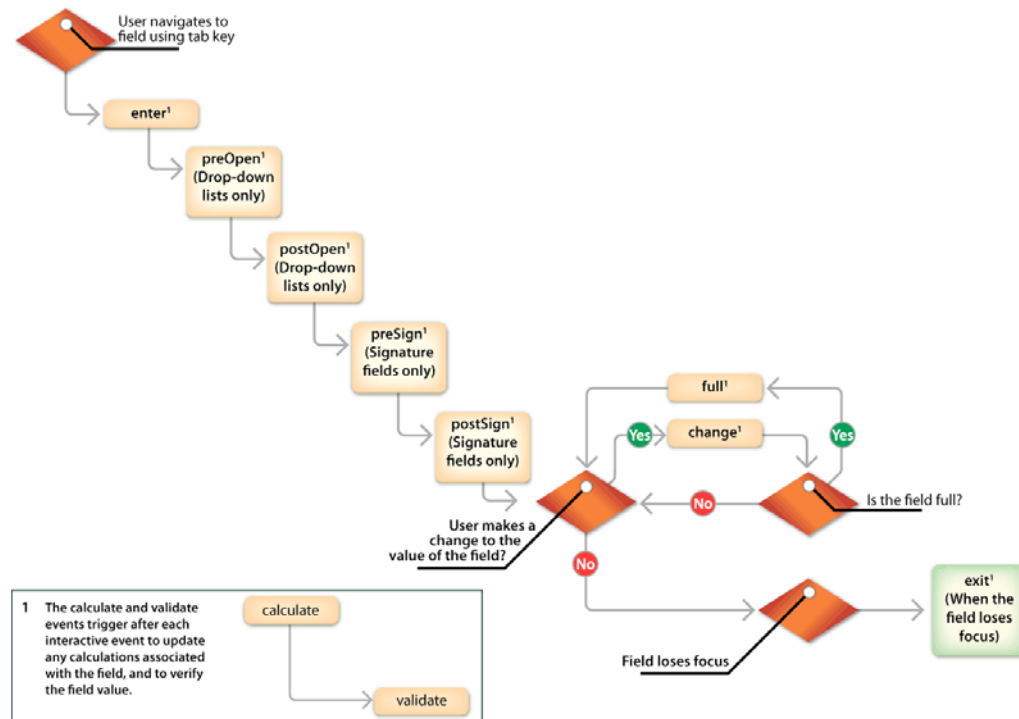 User navigates to
field using tab key
enter¹
preOpen¹
(Drop-down
lists only)
postOpen¹
(Drop-down
lists only)
preSign¹
(Signature
fields only)
postSign¹
(Signature
fields only)
full¹
Yes
change¹
Yes
No
Is the field full?
User makes a
change to the
value of the field?
No
exit¹
(When the
field loses
focus)
Field loses focus
1 The calculate and validate
events trigger after each
interactive event to update
any calculations associated
with the field, and to verify
the field value.
calculate
validate